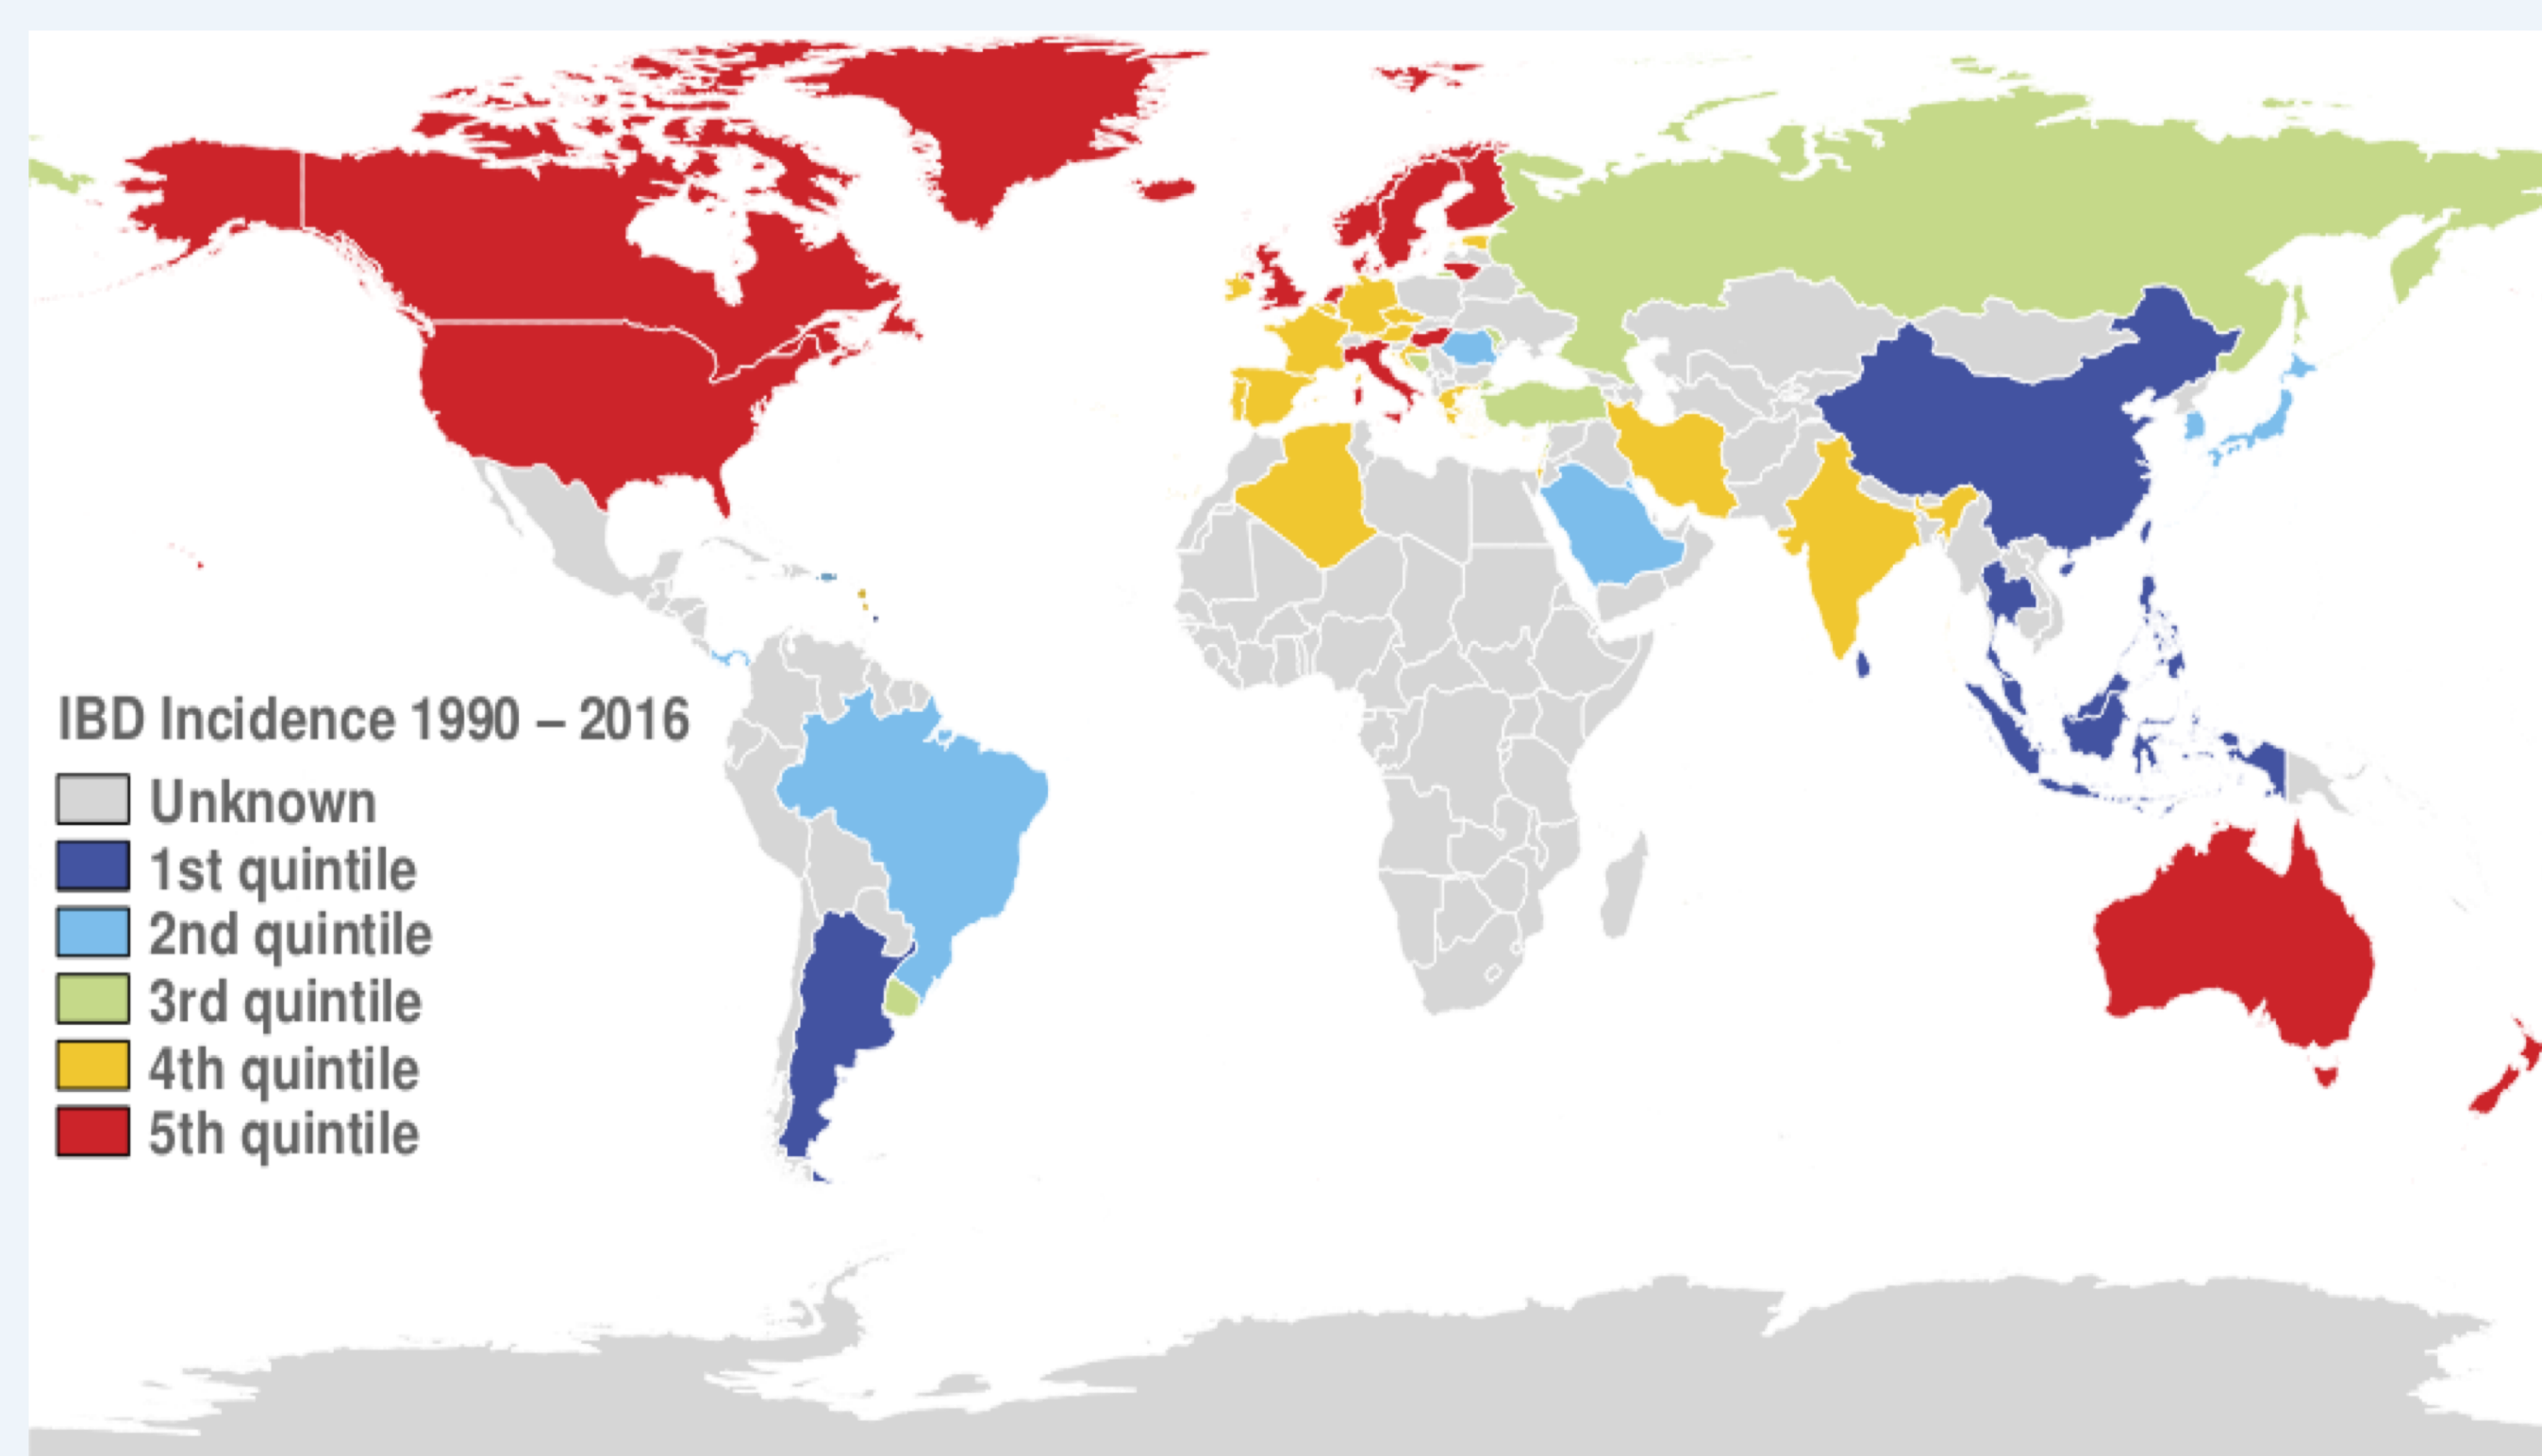 IBD Incidence 1990 – 2016
Unknown
1st quintile
2nd quintile
3rd quintile
4th quintile
5th quintile